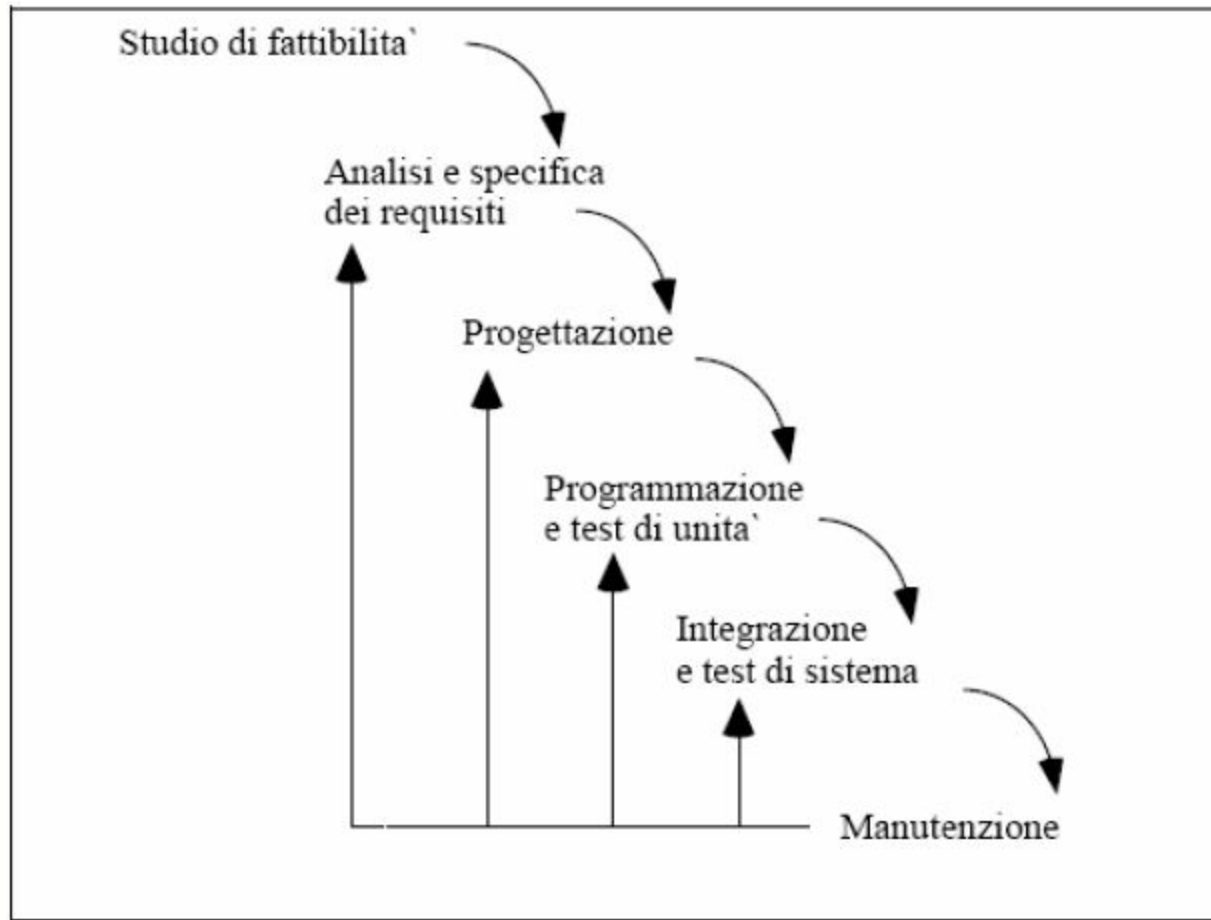 Studio di fattibilita`
Analisi e specifica
dei requisiti
Progettazione
Programmazione
e test di unita`
Integrazione
e test di sistema
Manutenzione